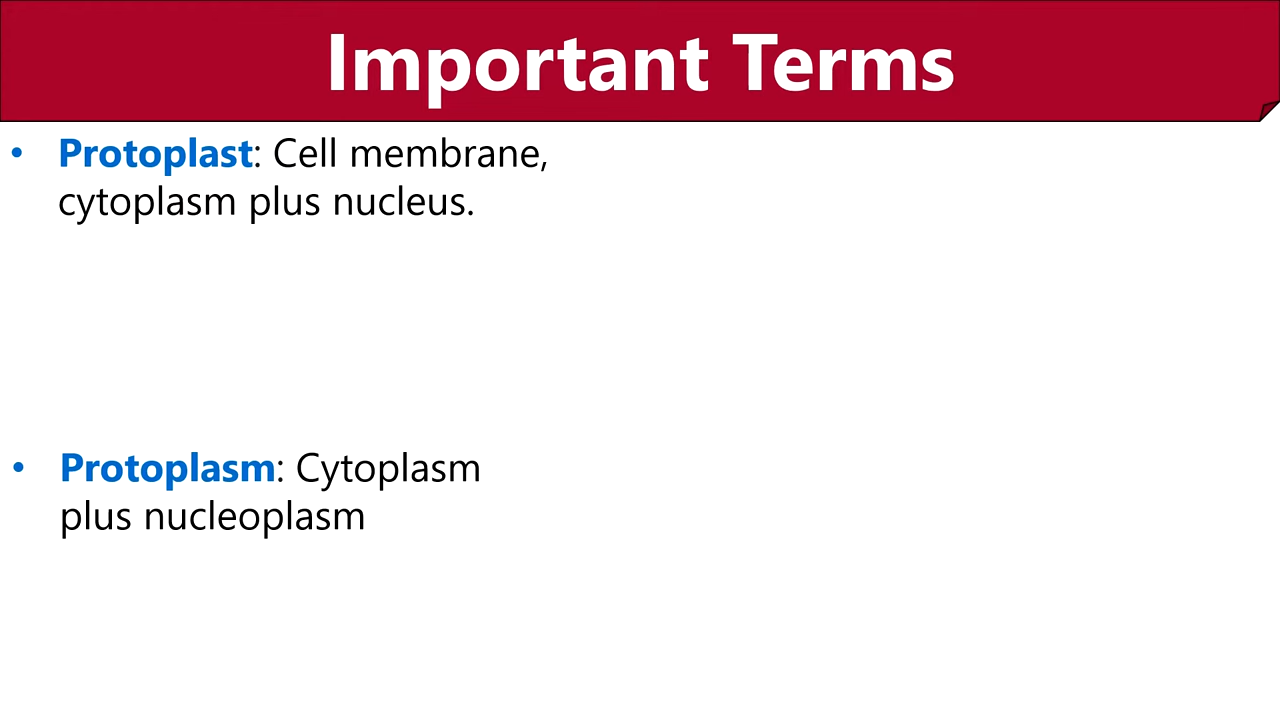 Important Terms
• Protoplast: Cell membrane,
cytoplasm plus nucleus.
• Protoplasm: Cytoplasm
plus nucleoplasm